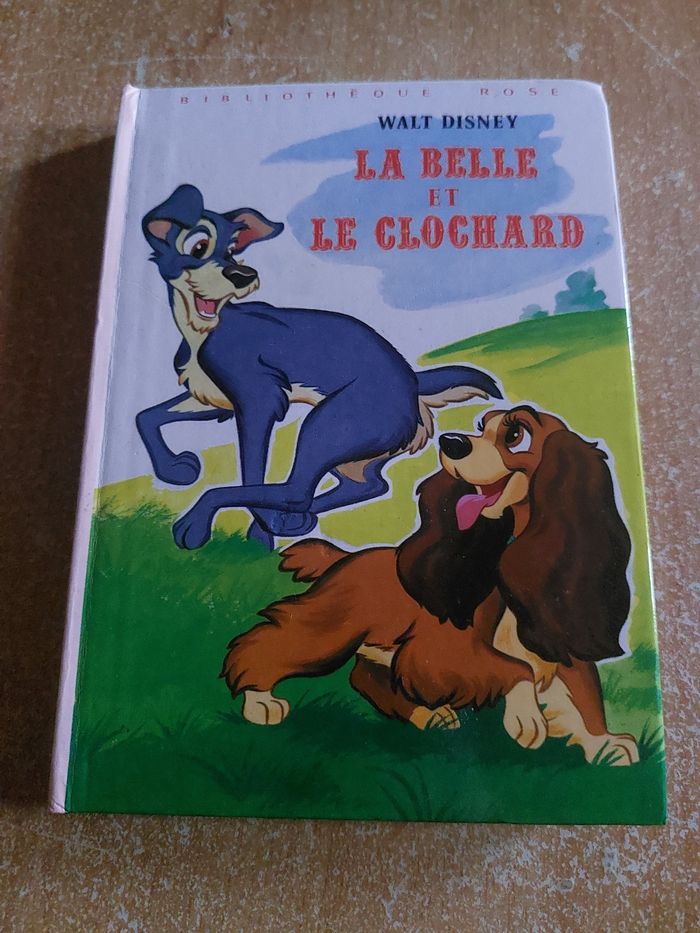 BIBLIOTHÈQUE ROSE
WALT DISNEY
LA BELLE
ET
LE CLOCHARD